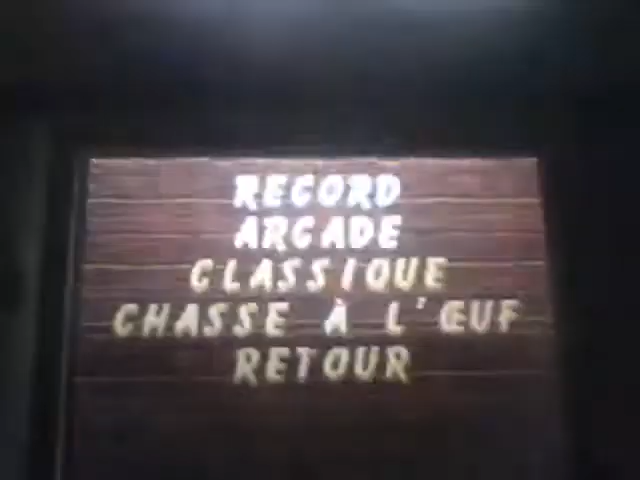 RECORD
ARCADE
CLASSIQUE
CHASSE À L'ŒUF
RETOUR